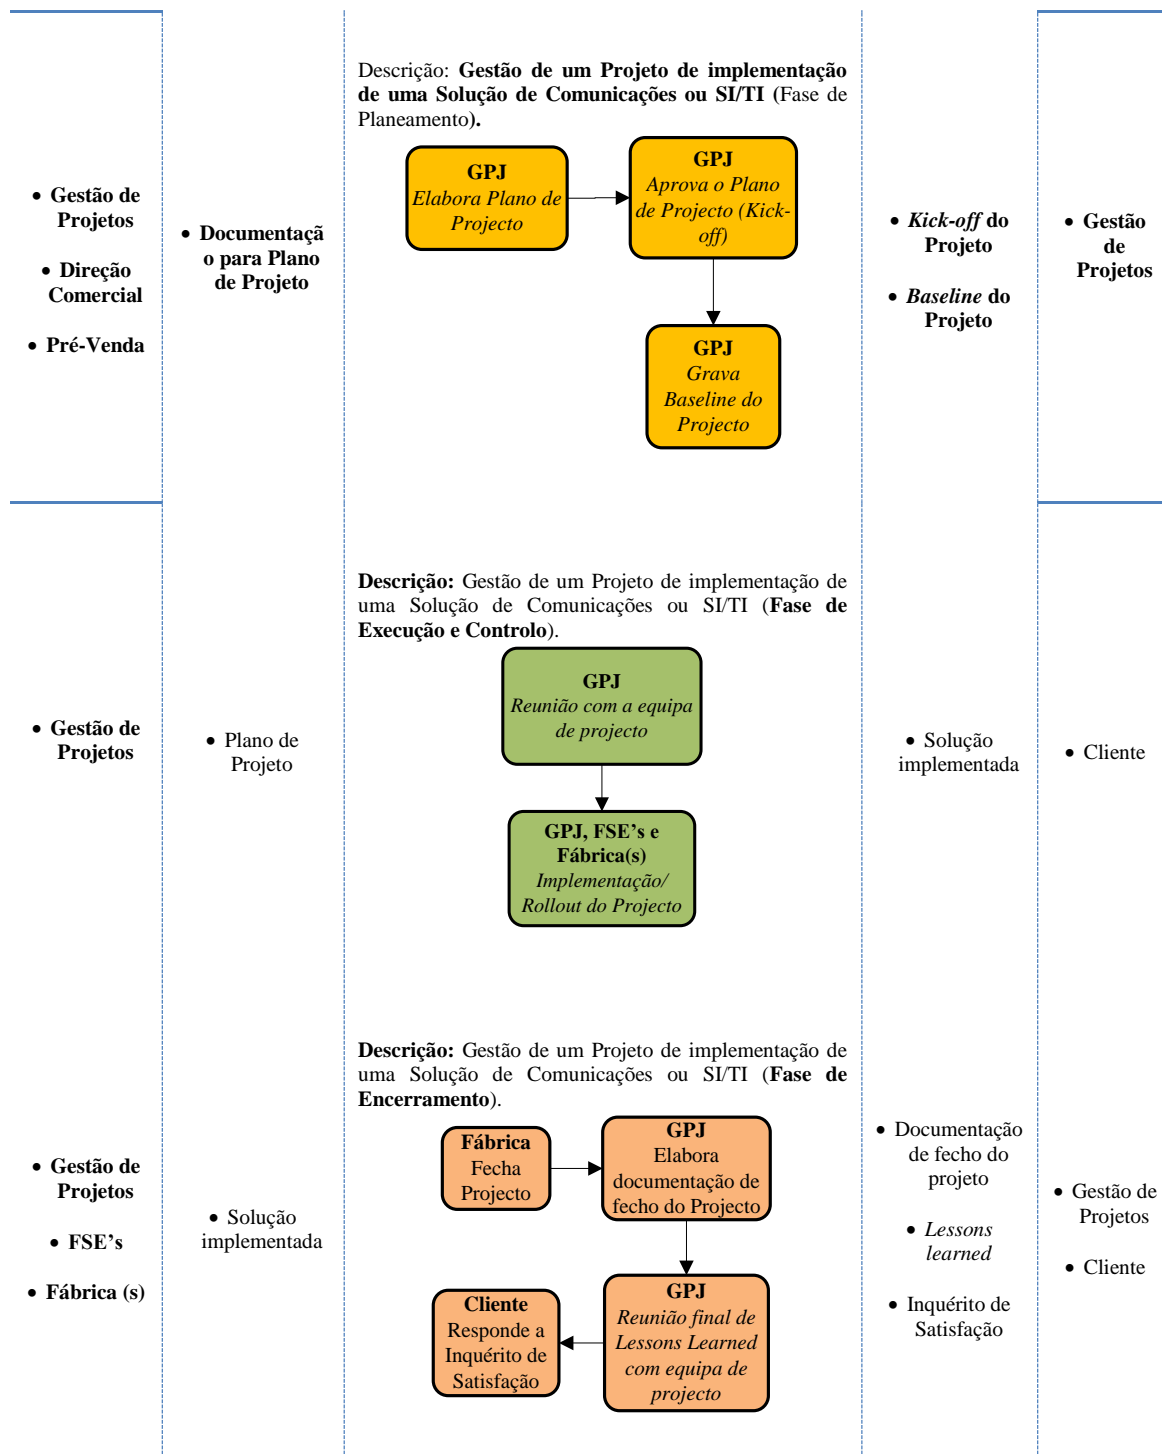 Descrição: Gestão de um Projeto de implementação
de uma Solução de Comunicações ou SI/TI (Fase de
Planeamento).
• Gestão de
Projetos
• Direção
Comercial
• Pré-Venda
• Documentaçã
o para Plano
de Projeto
GPJ
Elabora Plano de
Projecto
GPJ
Aprova o Plano
de Projecto (Kick-
off)
GPJ
Grava
Baseline do
Projecto
• Kick-off do
Projeto
• Baseline do
Projeto
• Gestão
de
Projetos
Descrição: Gestão de um Projeto de implementação de
uma Solução de Comunicações ou SI/TI (Fase de
Execução e Controlo).
• Gestão de
Projetos
• Plano de
Projeto
GPJ
Reunião com a equipa
de projecto
GPJ, FSE's e
Fábrica(s)
Implementação/
Rollout do Projecto
• Solução
implementada
• Cliente
Descrição: Gestão de um Projeto de implementação de
uma Solução de Comunicações ou SI/TI (Fase de
Encerramento).
• Gestão de
Projetos
• FSE's
• Fábrica (s)
• Solução
implementada
Fábrica
Fecha
Projecto
GPJ
Elabora
documentação de
fecho do Projecto
GPJ
Reunião final de
Lessons Learned
com equipa de
projecto
Cliente
Responde a
Inquérito de
Satisfação
• Documentação
de fecho do
projeto
• Lessons
learned
• Inquérito de
Satisfação
• Gestão de
Projetos
• Cliente